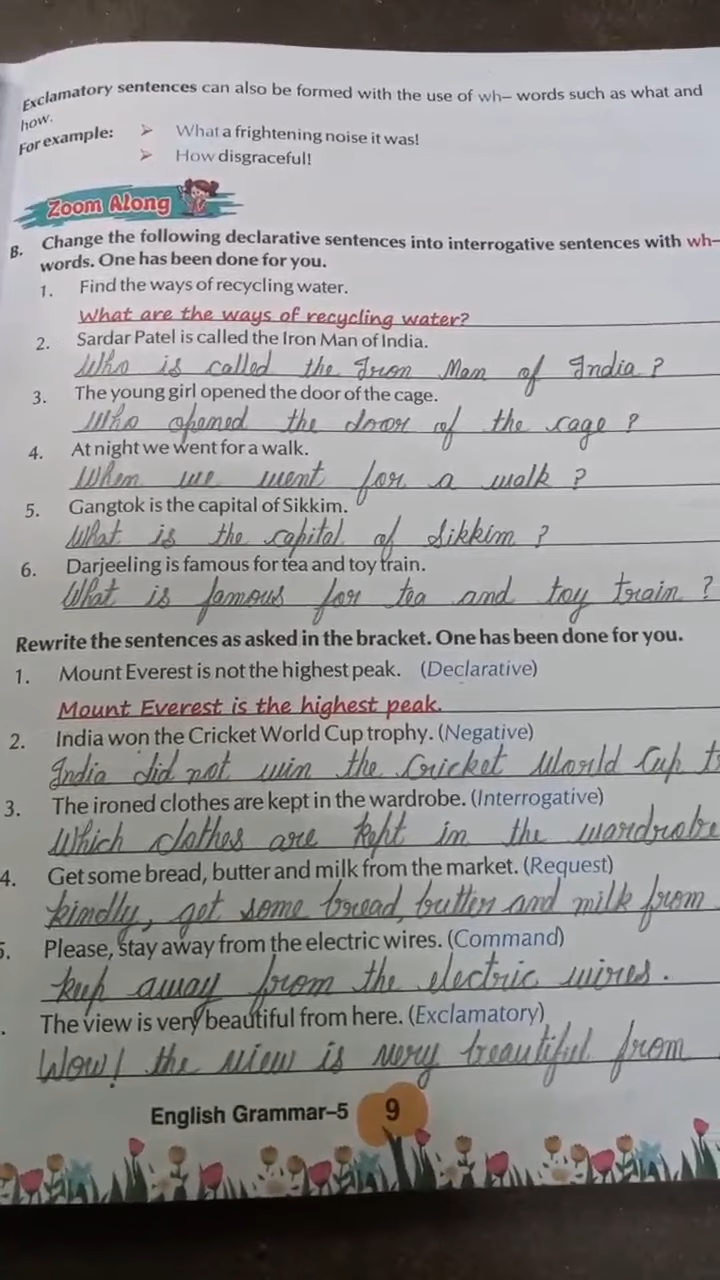 Exclamatory sentences can also be formed with the use of wh– words such as what and
how.
For example: ➢ What a frightening noise it was!
➢ How disgraceful!
Zoom Along
B. Change the following declarative sentences into interrogative sentences with wh–
words. One has been done for you.
1. Find the ways of recycling water.
What are the ways of recycling water?
2. Sardar Patel is called the Iron Man of India.
Who is called the Iron Man of India ?
3. The young girl opened the door of the cage.
Who opened the door of the cage ?
4. At night we went for a walk.
When we went for a walk ?
5. Gangtok is the capital of Sikkim.
What is the capital of Sikkim ?
6. Darjeeling is famous for tea and toy train.
What is famous for tea and toy train ?
Rewrite the sentences as asked in the bracket. One has been done for you.
1. Mount Everest is not the highest peak. (Declarative)
Mount Everest is the highest peak.
2. India won the Cricket World Cup trophy. (Negative)
India did not win the Cricket World Cup
3. The ironed clothes are kept in the wardrobe. (Interrogative)
Which clothes are kept in the wardrobe
4. Get some bread, butter and milk from the market. (Request)
kindly, get some bread, butter and milk from
5. Please, stay away from the electric wires. (Command)
keep away from the electric wires.
. The view is very beautiful from here. (Exclamatory)
Wow! the view is very beautiful from
English Grammar–5 9